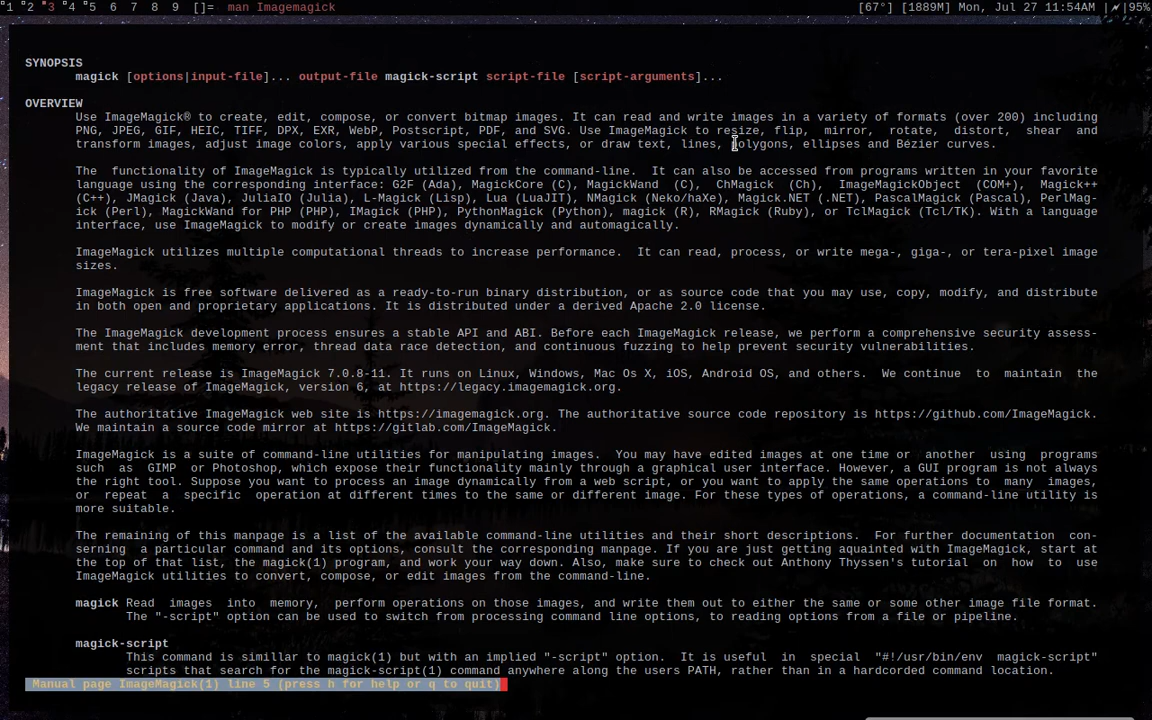 °1 °2 °3 °4 °5 6 7 8 9 []= man Imagemagick [67°] [1889M] Mon, Jul 27 11:54AM | |95%
SYNOPSIS
magick [options|input-file]... output-file magick-script script-file [script-arguments]...
OVERVIEW
Use ImageMagick® to create, edit, compose, or convert bitmap images. It can read and write images in a variety of formats (over 200) including
PNG, JPEG, GIF, HEIC, TIFF, DPX, EXR, WebP, Postscript, PDF, and SVG. Use ImageMagick to resize, flip, mirror, rotate, distort, shear and
transform images, adjust image colors, apply various special effects, or draw text, lines, polygons, ellipses and Bézier curves.
The functionality of ImageMagick is typically utilized from the command-line. It can also be accessed from programs written in your favorite
language using the corresponding interface: G2F (Ada), MagickCore (C), MagickWand (C), ChMagick (Ch), ImageMagickObject (COM+), Magick++
(C++), JMagick (Java), JuliaIO (Julia), L-Magick (Lisp), Lua (LuaJIT), NMagick (Neko/haXe), Magick.NET (.NET), PascalMagick (Pascal), PerlMag-
ick (Perl), MagickWand for PHP (PHP), IMagick (PHP), PythonMagick (Python), magick (R), RMagick (Ruby), or TclMagick (Tcl/TK). With a language
interface, use ImageMagick to modify or create images dynamically and automagically.
ImageMagick utilizes multiple computational threads to increase performance. It can read, process, or write mega-, giga-, or tera-pixel image
sizes.
ImageMagick is free software delivered as a ready-to-run binary distribution, or as source code that you may use, copy, modify, and distribute
in both open and proprietary applications. It is distributed under a derived Apache 2.0 license.
The ImageMagick development process ensures a stable API and ABI. Before each ImageMagick release, we perform a comprehensive security assess-
ment that includes memory error, thread data race detection, and continuous fuzzing to help prevent security vulnerabilities.
The current release is ImageMagick 7.0.8-11. It runs on Linux, Windows, Mac Os X, iOS, Android OS, and others. We continue to maintain the
legacy release of ImageMagick, version 6, at https://legacy.imagemagick.org.
The authoritative ImageMagick web site is https://imagemagick.org. The authoritative source code repository is https://github.com/ImageMagick.
We maintain a source code mirror at https://gitlab.com/ImageMagick.
ImageMagick is a suite of command-line utilities for manipulating images. You may have edited images at one time or another using programs
such as GIMP or Photoshop, which expose their functionality mainly through a graphical user interface. However, a GUI program is not always
the right tool. Suppose you want to process an image dynamically from a web script, or you want to apply the same operations to many images,
or repeat a specific operation at different times to the same or different image. For these types of operations, a command-line utility is
more suitable.
The remaining of this manpage is a list of the available command-line utilities and their short descriptions. For further documentation con-
serning a particular command and its options, consult the corresponding manpage. If you are just getting aquainted with ImageMagick, start at
the top of that list, the magick(1) program, and work your way down. Also, make sure to check out Anthony Thyssen's tutorial on how to use
ImageMagick utilities to convert, compose, or edit images from the command-line.
magick Read images into memory, perform operations on those images, and write them out to either the same or some other image file format.
The "-script" option can be used to switch from processing command line options, to reading options from a file or pipeline.
magick-script
This command is simillar to magick(1) but with an implied "-script" option. It is useful in special "#!/usr/bin/env magick-script"
scripts that search for the magick-script(1) command anywhere along the users PATH, rather than in a hardcorded command location.
Manual page ImageMagick(1) line 5 (press h for help or q to quit)